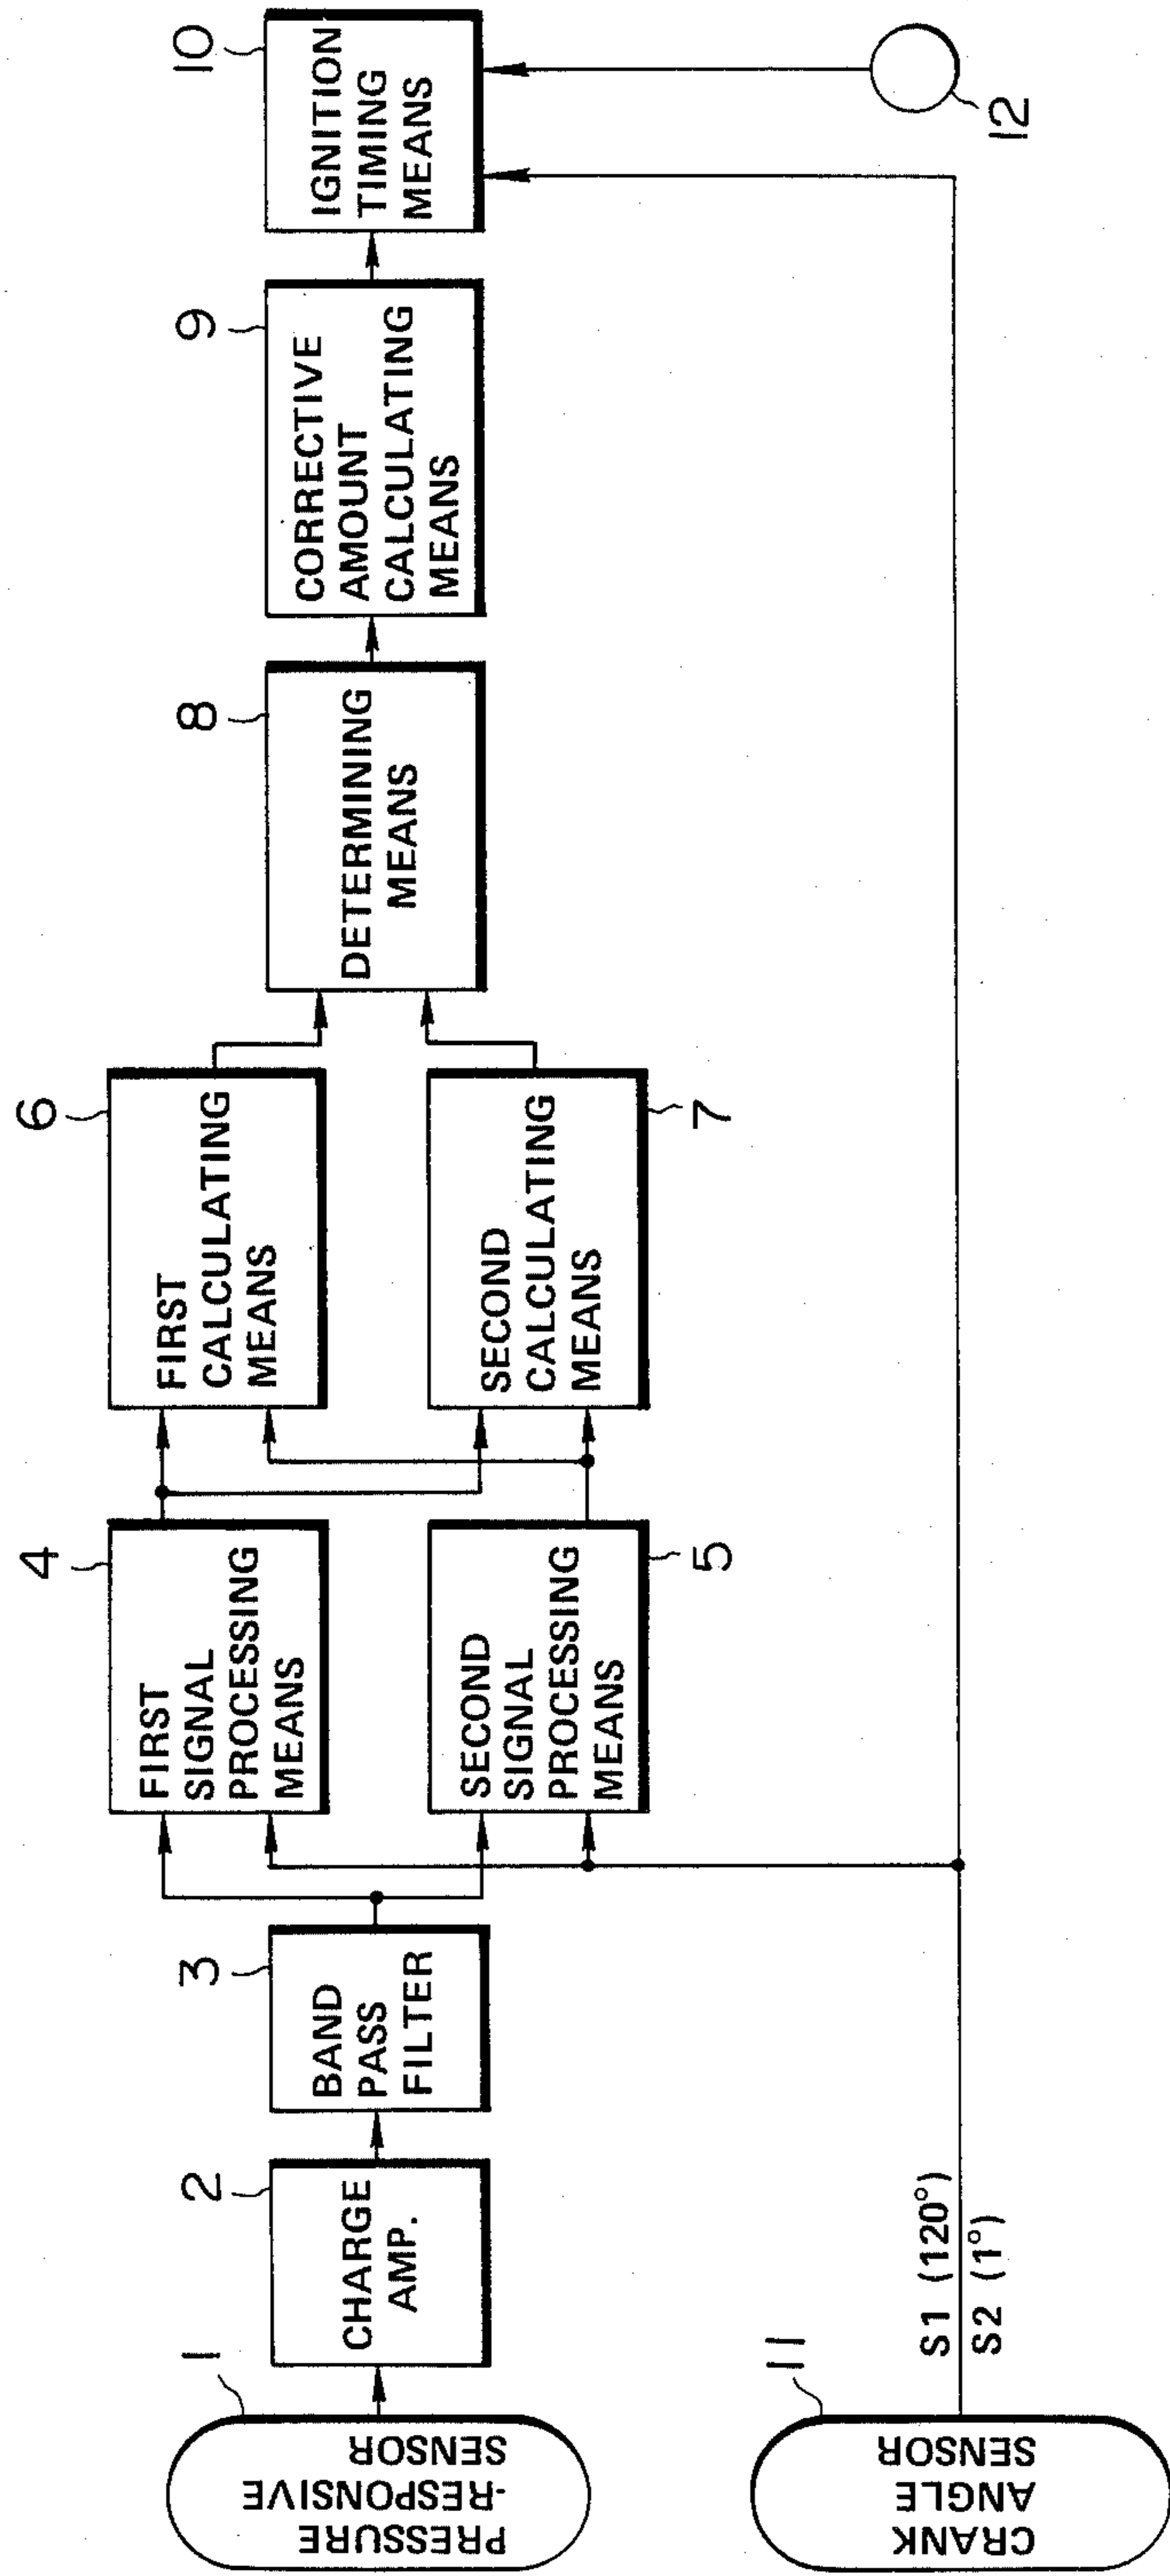 1
PRESSURE
-RESPONSIVE
SENSOR
2
CHARGE
AMP.
3
BAND
PASS
FILTER
4
FIRST
SIGNAL
PROCESSING
MEANS
5
SECOND
SIGNAL
PROCESSING
MEANS
6
FIRST
CALCULATING
MEANS
7
SECOND
CALCULATING
MEANS
8
DETERMINING
MEANS
9
CORRECTIVE
AMOUNT
CALCULATING
MEANS
10
IGNITION
TIMING
MEANS
11
CRANK
ANGLE
SENSOR
S1 (120°)
S2 (1°)
12